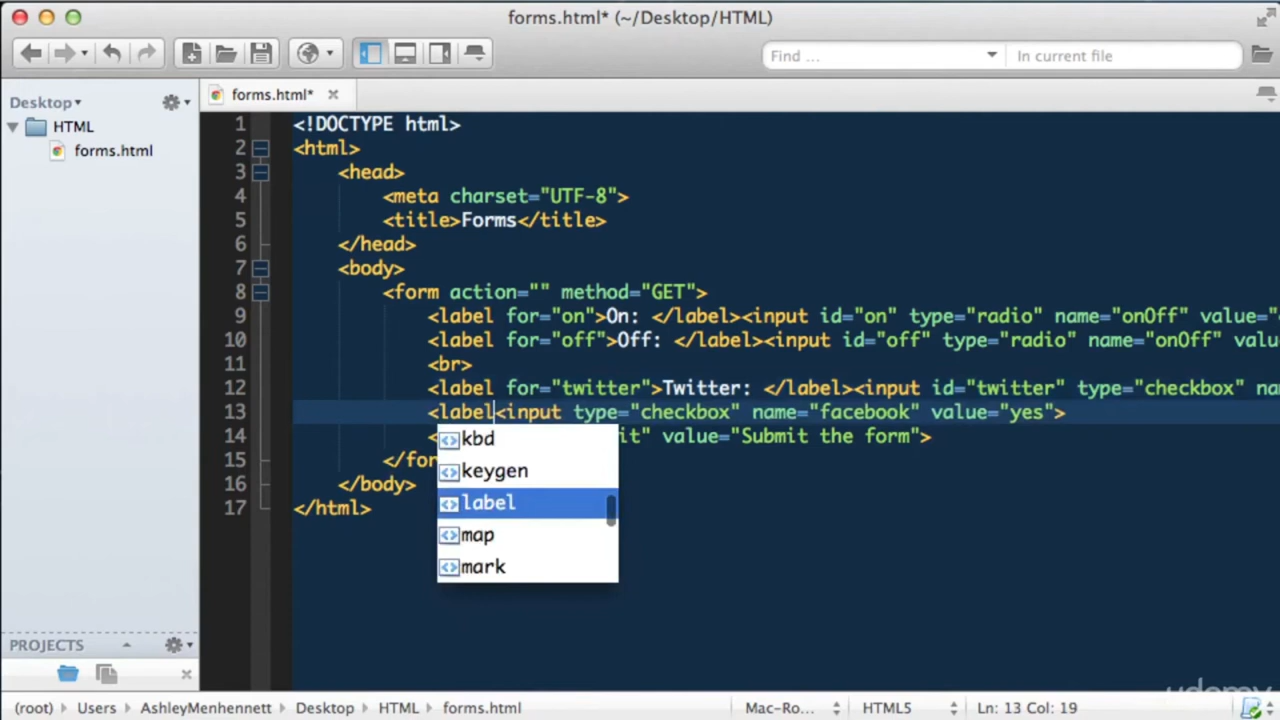 forms.html* (~/Desktop/HTML)
Find ...
In current file
Desktop
forms.html*
HTML
forms.html
1 <!DOCTYPE html>
2 <html>
3 <head>
4 <meta charset="UTF-8">
5 <title>Forms</title>
6 </head>
7 <body>
8 <form action="" method="GET">
9 <label for="on">On: </label><input id="on" type="radio" name="onOff" value="
10 <label for="off">Off: </label><input id="off" type="radio" name="onOff" valu
11 <br>
12 <label for="twitter">Twitter: </label><input id="twitter" type="checkbox" na
13 <label<input type="checkbox" name="facebook" value="yes">
14 < it" value="Submit the form">
15 </for
16 </body>
17 </html>
kbd
keygen
label
map
mark
PROJECTS
udemy
(root) Users AshleyMenhennett Desktop HTML forms.html Mac-Ro... HTML5 Ln: 13 Col: 19